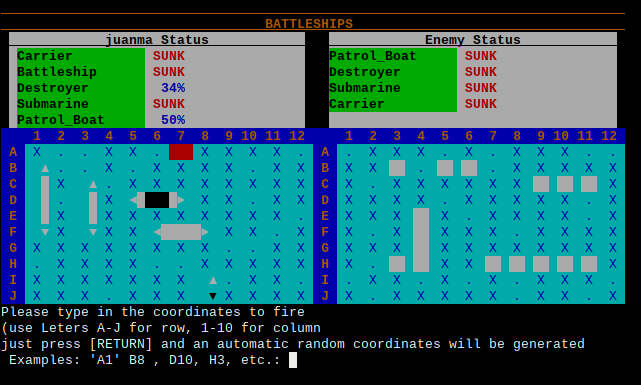 BATTLESHIPS
juanma Status Enemy Status
Carrier SUNK Patrol_Boat SUNK
Battleship SUNK Destroyer SUNK
Destroyer 34% Submarine SUNK
Submarine SUNK Carrier SUNK
Patrol_Boat 50%
1 2 3 4 5 6 7 8 9 10 11 12 1 2 3 4 5 6 7 8 9 10 11 12
A X . . X X . X X X X . A . X X X . X . X X X . .
B . . X . X X X X . X X B X X . . X X X X X
C X . X X X X X X X X C X . X X X X X X X
D . X X X . X X D X X X X . X X X X . X X
E X X X X X X X X X . E X X X X X X X X . X
F X X X X X . X F X X X X X X . X X . X
G X X X X X X X X . . X X G X X X X X X X X X X X
H . X X X X . . X X X X X H X . X X
I X X X X X X X . X X . I . X X . X X . X . X X X
J X X X . X X X X X X X J X X . X X X . X X X . X
Please type in the coordinates to fire
(use Leters A-J for row, 1-10 for column
just press [RETURN] and an automatic random coordinates will be generated
Examples: 'A1' B8 , D10, H3, etc.: